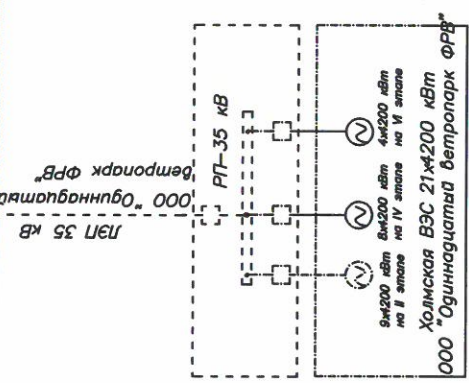 ЛЭП 35 кВ
ООО "Одиннадцатый
ветропарк ФРВ"
РП-35 кВ
9х4200 кВт
на II этапе
8х4200 кВт
на IV этапе
4х4200 кВт
на VI этапе
Холмская ВЭС 21х4200 кВт
ООО "Одиннадцатый ветропарк ФРВ"